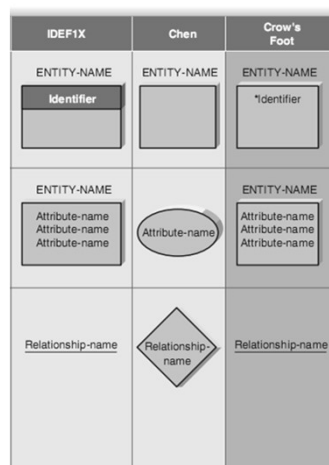 IDEF1X
Chen
Crow's
Foot
ENTITY-NAME
ENTITY-NAME
ENTITY-NAME
Identifier
*Identifier
ENTITY-NAME
ENTITY-NAME
Attribute-name
Attribute-name
Attribute-name
Attribute-name
Attribute-name
Attribute-name
Attribute-name
Relationship-name
Relationship-
name
Relationship-name